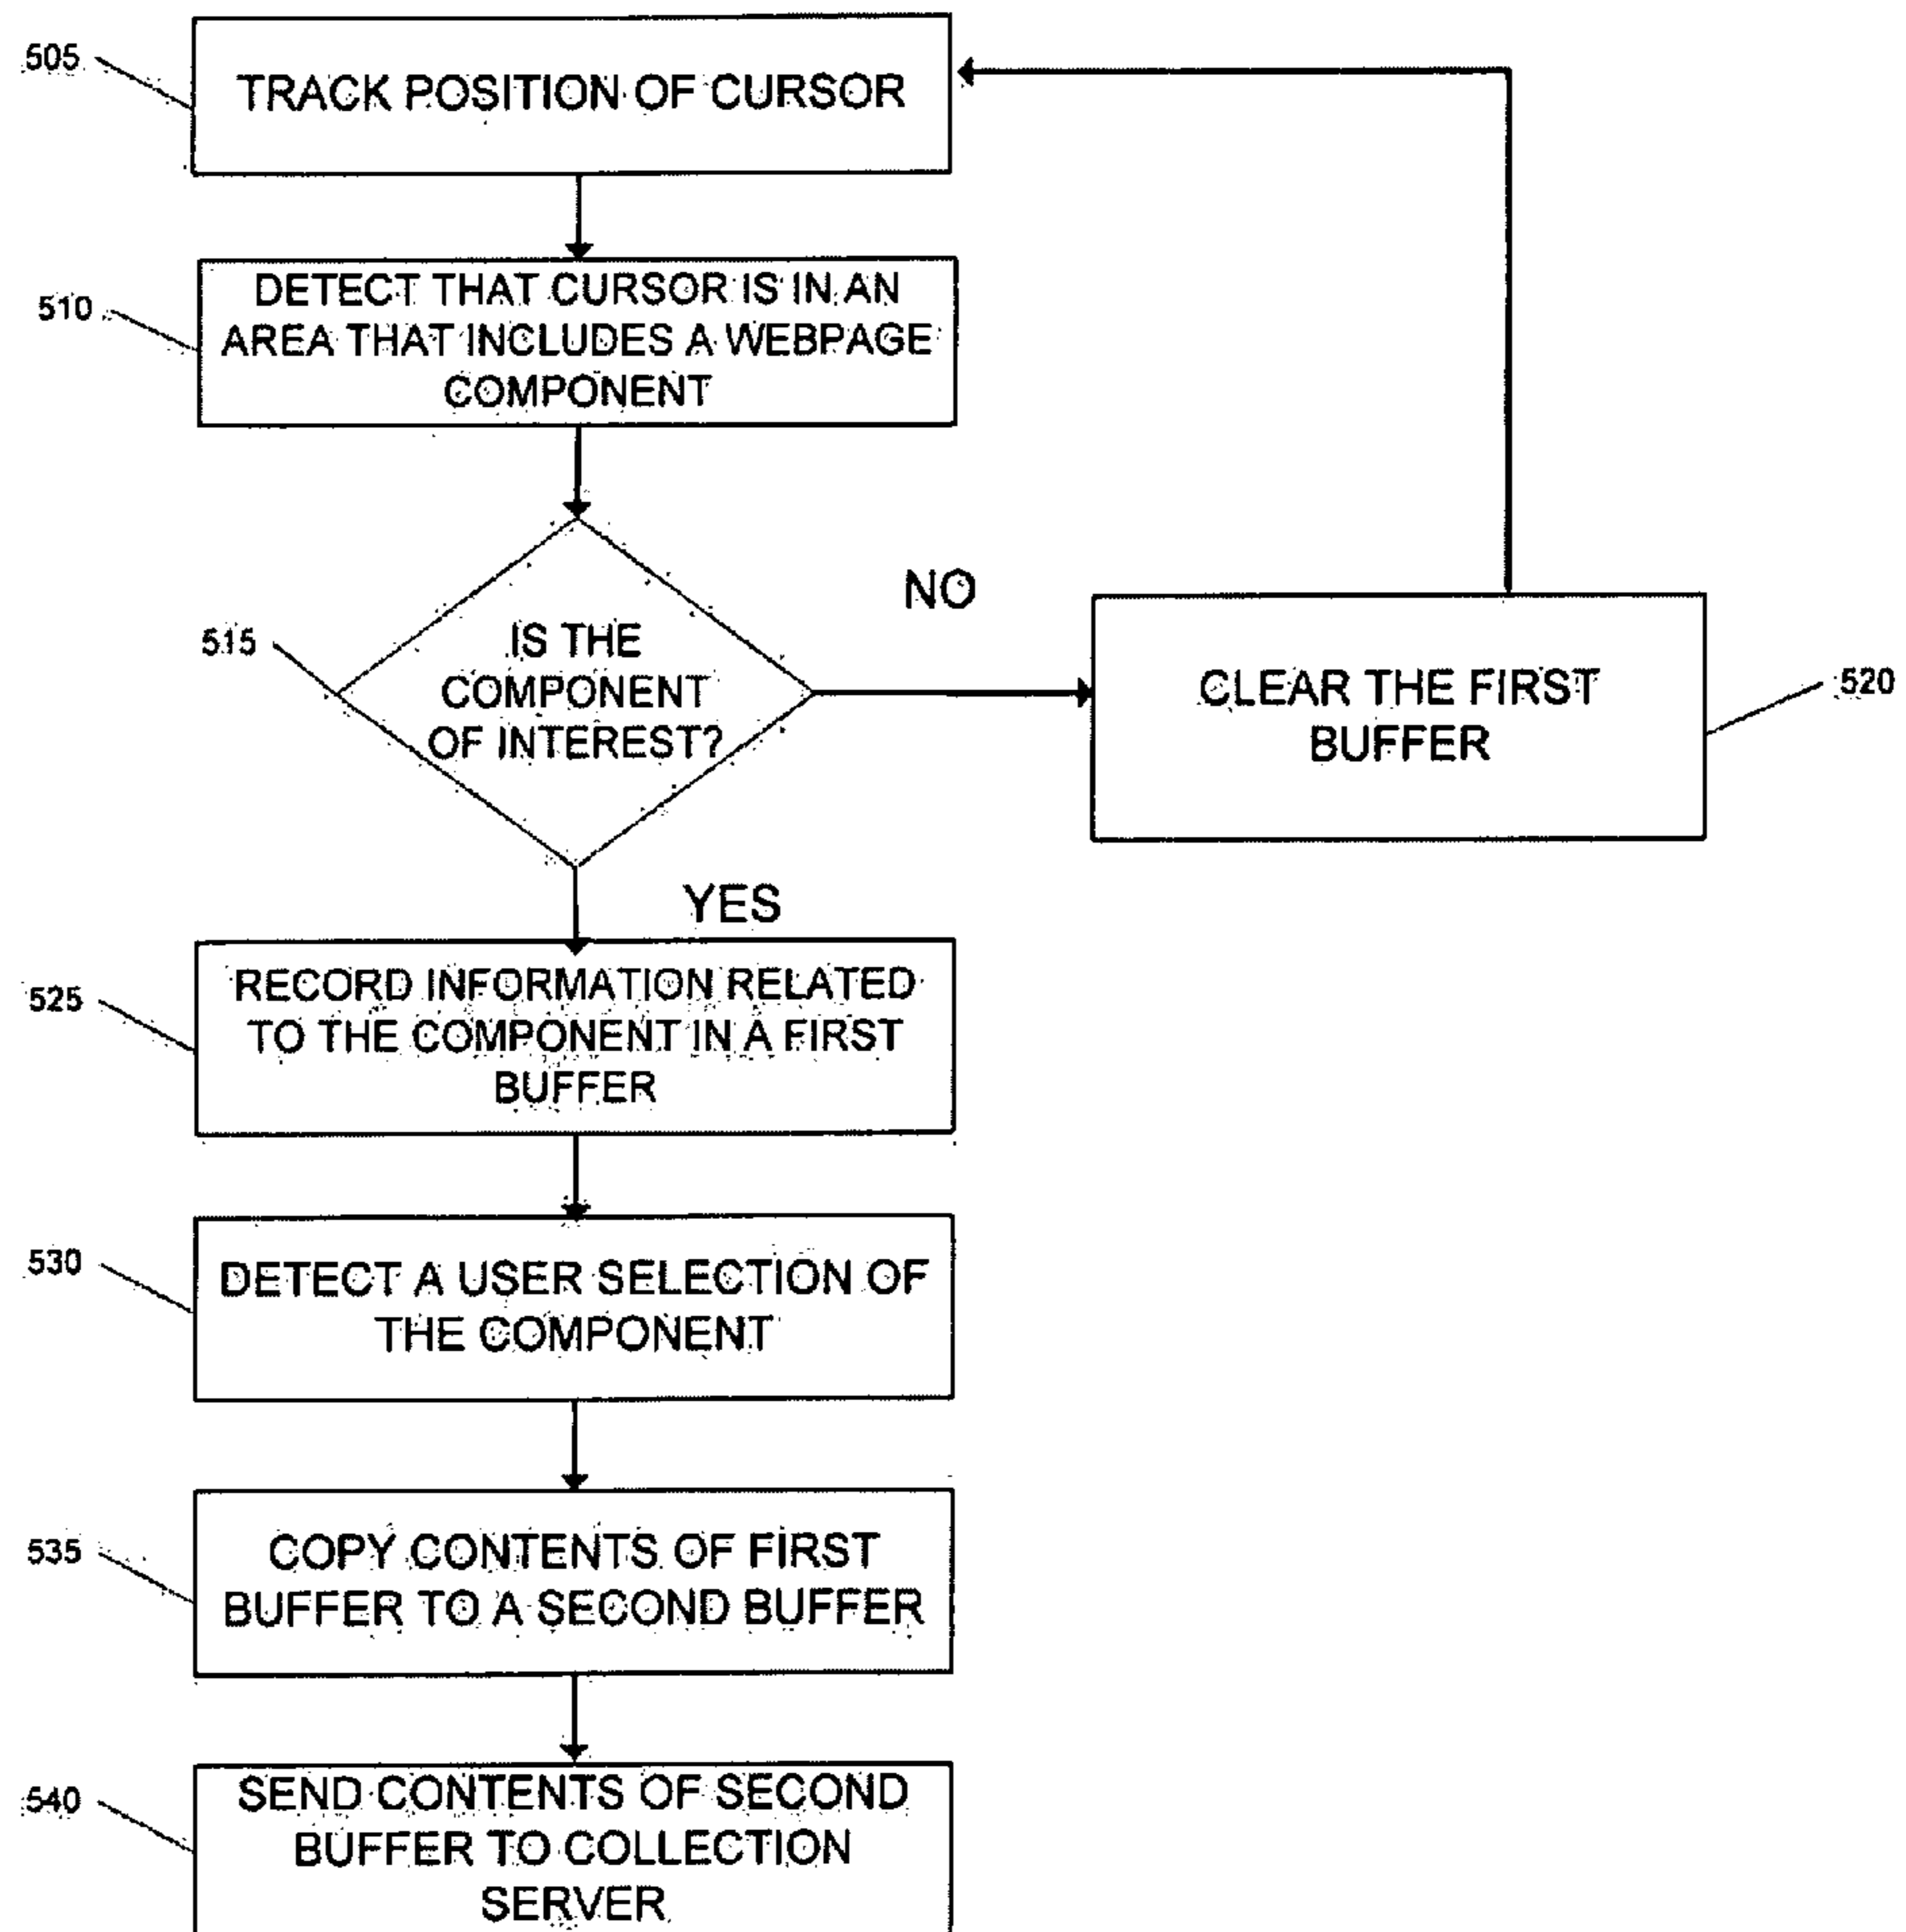 505
TRACK POSITION OF CURSOR
510
DETECT THAT CURSOR IS IN AN
AREA THAT INCLUDES A WEBPAGE
COMPONENT
515
IS THE
COMPONENT
OF INTEREST?
NO
CLEAR THE FIRST
BUFFER
520
YES
525
RECORD INFORMATION RELATED
TO THE COMPONENT IN A FIRST
BUFFER
530
DETECT A USER SELECTION OF
THE COMPONENT
535
COPY CONTENTS OF FIRST
BUFFER TO A SECOND BUFFER
540
SEND CONTENTS OF SECOND
BUFFER TO COLLECTION
SERVER